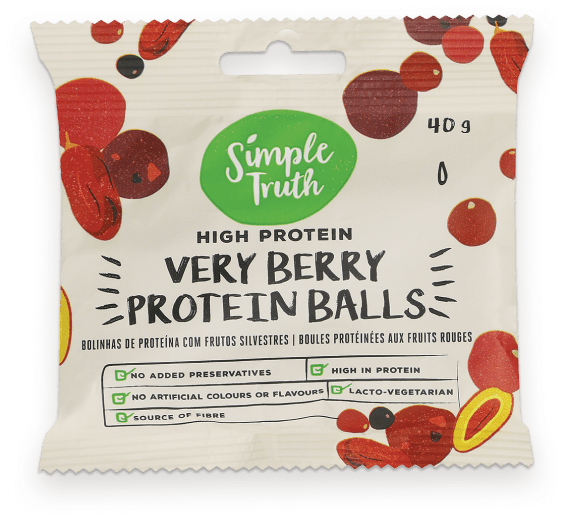 40 g
Simple
Truth
HIGH PROTEIN
VERY BERRY
PROTEIN BALLS
BOLINHAS DE PROTEÍNA COM FRUTOS SILVESTRES | BOULES PROTÉINÉES AUX FRUITS ROUGES
NO ADDED PRESERVATIVES
HIGH IN PROTEIN
NO ARTIFICIAL COLOURS OR FLAVOURS
LACTO-VEGETARIAN
SOURCE OF FIBRE